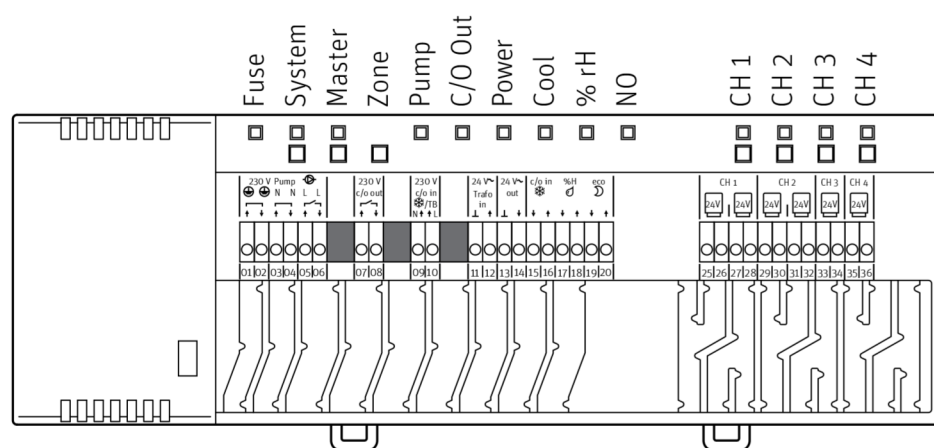 Fuse System Master Zone Pump C/O Out Power Cool % rH NO CH 1 CH 2 CH 3 CH 4
230 V Pump 230 V 230 V 24 V~ 24 V~ c/o in %H eco CH 1 CH 2 CH 3 CH 4
N N L L c/o out c/o in Trafo out 24V 24V 24V 24V 24V 24V
/TB in
N L
01 02 03 04 05 06 07 08 09 10 11 12 13 14 15 16 17 18 19 20 25 26 27 28 29 30 31 32 33 34 35 36